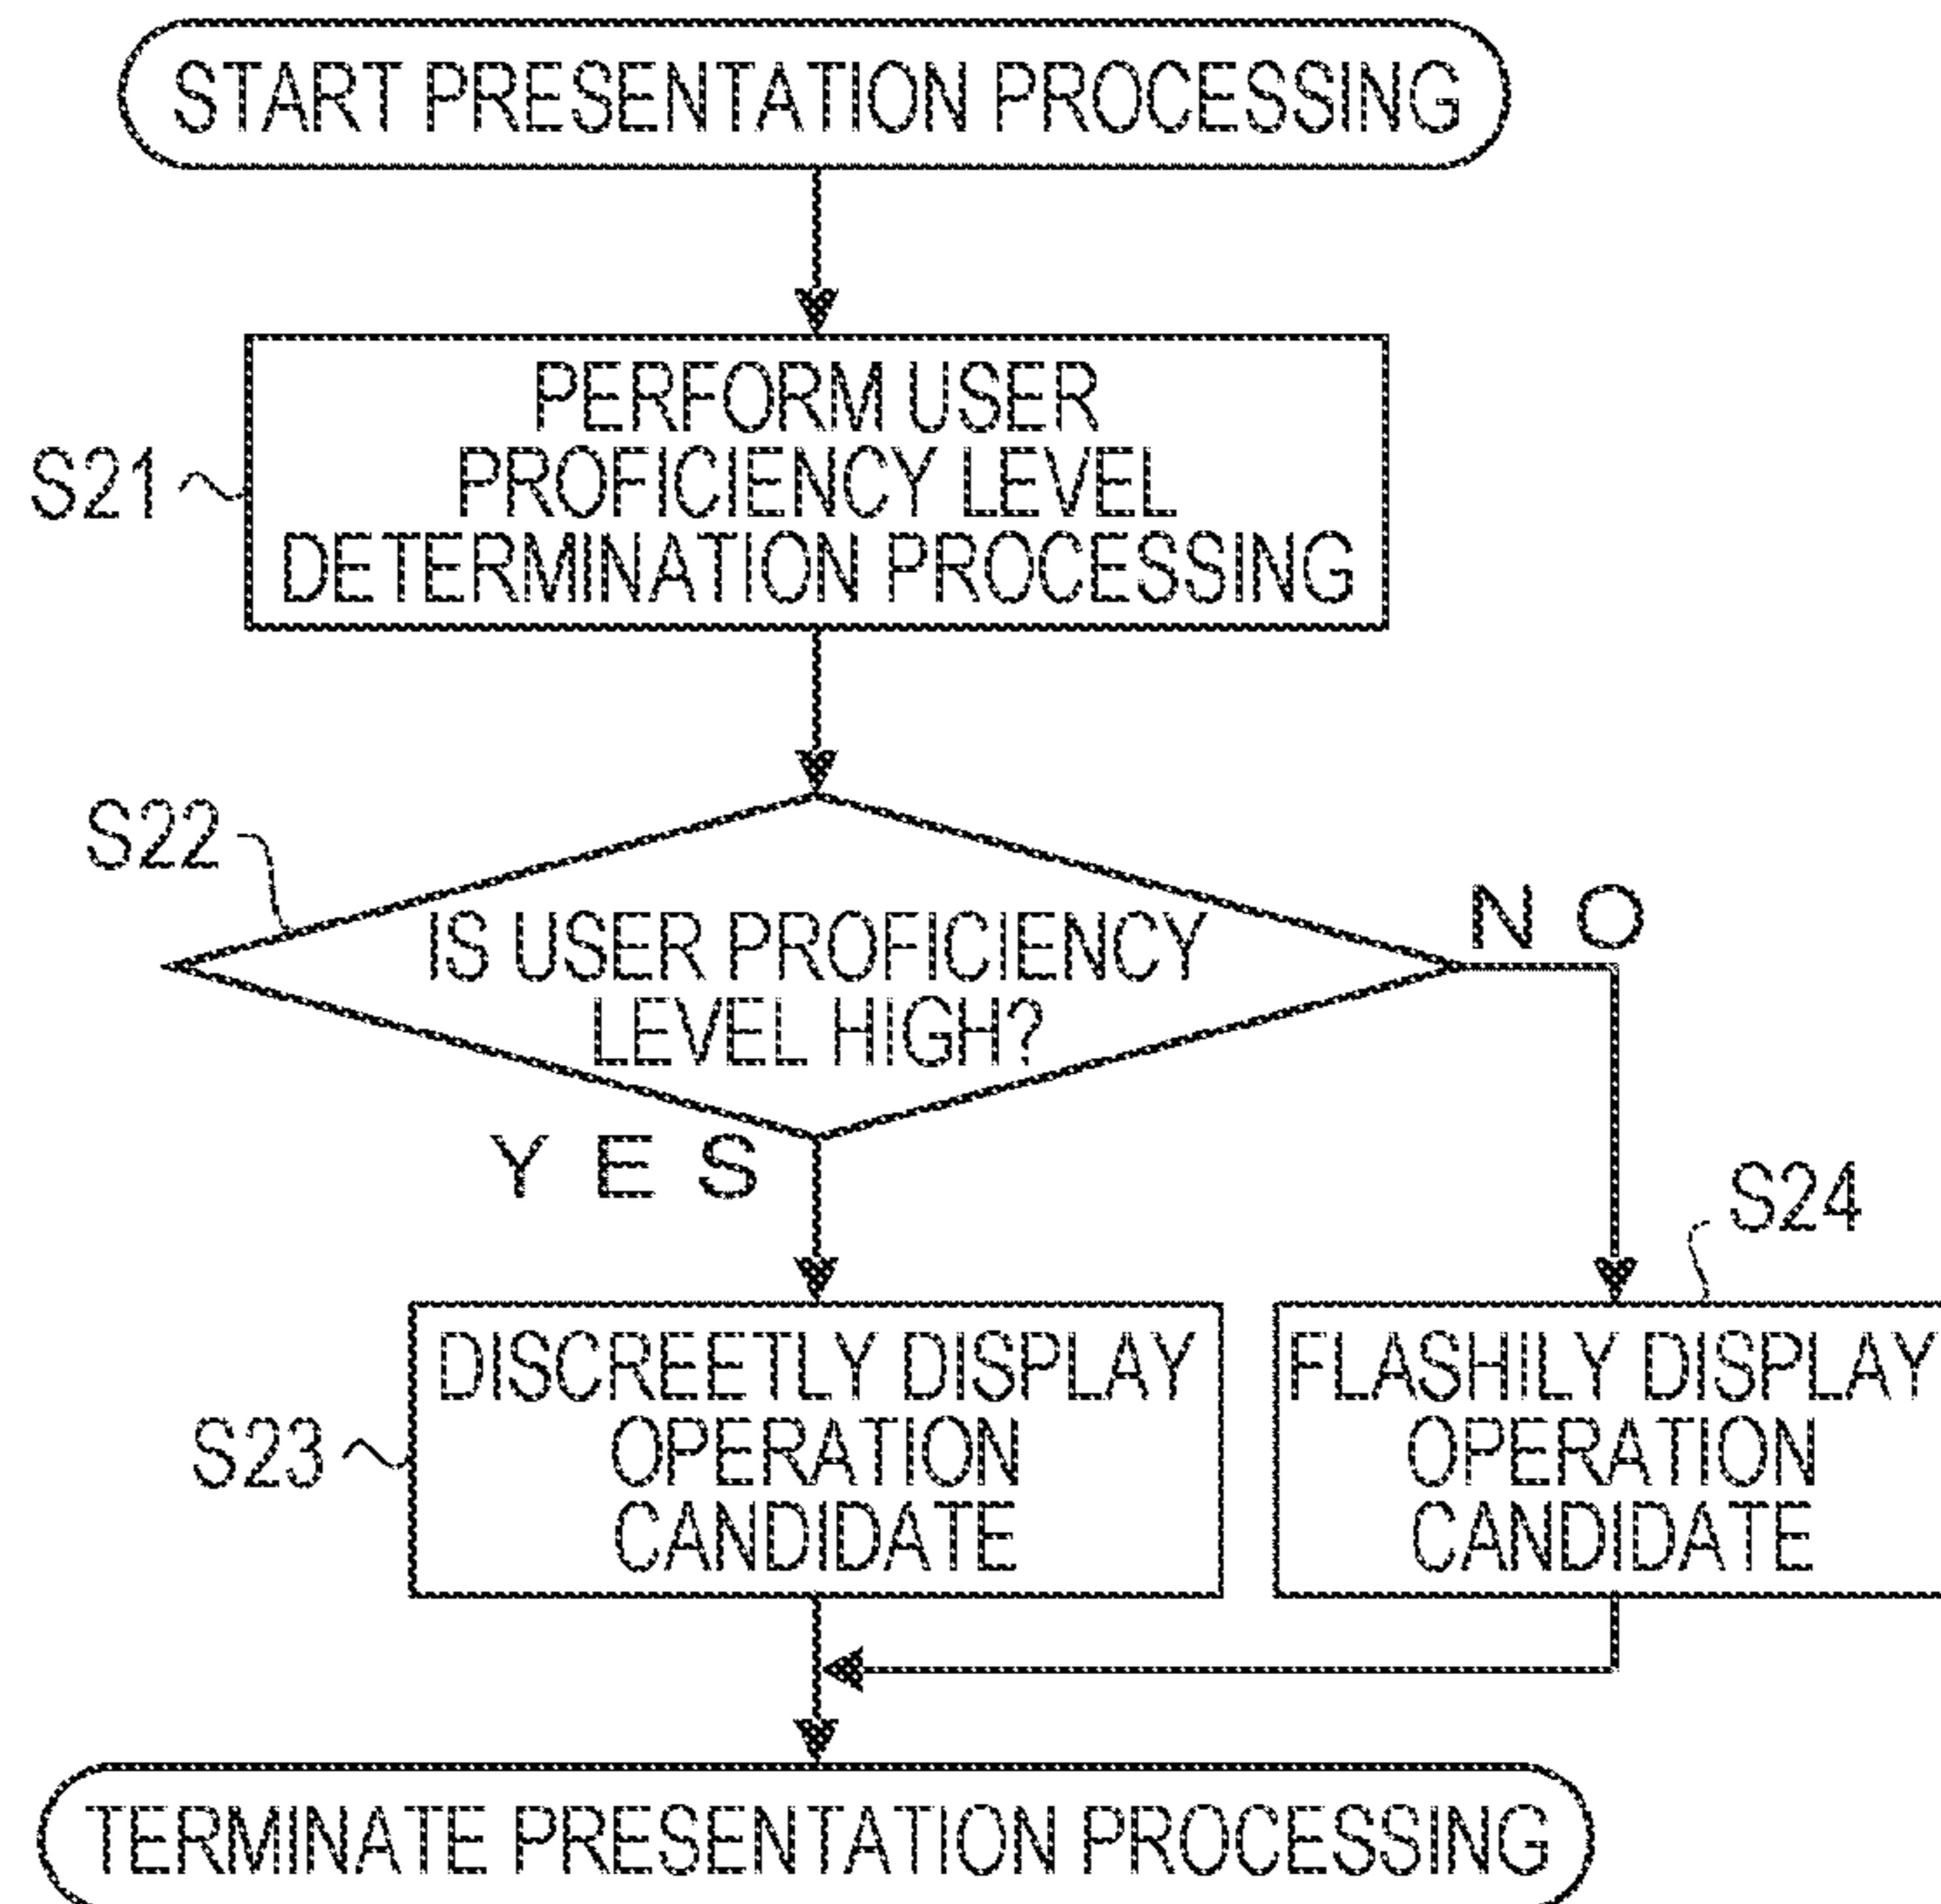 START PRESENTATION PROCESSING
S21
PERFORM USER
PROFICIENCY LEVEL
DETERMINATION PROCESSING
S22
IS USER PROFICIENCY
LEVEL HIGH?
NO
YES
S23
DISCREETLY DISPLAY
OPERATION
CANDIDATE
S24
FLASHILY DISPLAY
OPERATION
CANDIDATE
TERMINATE PRESENTATION PROCESSING